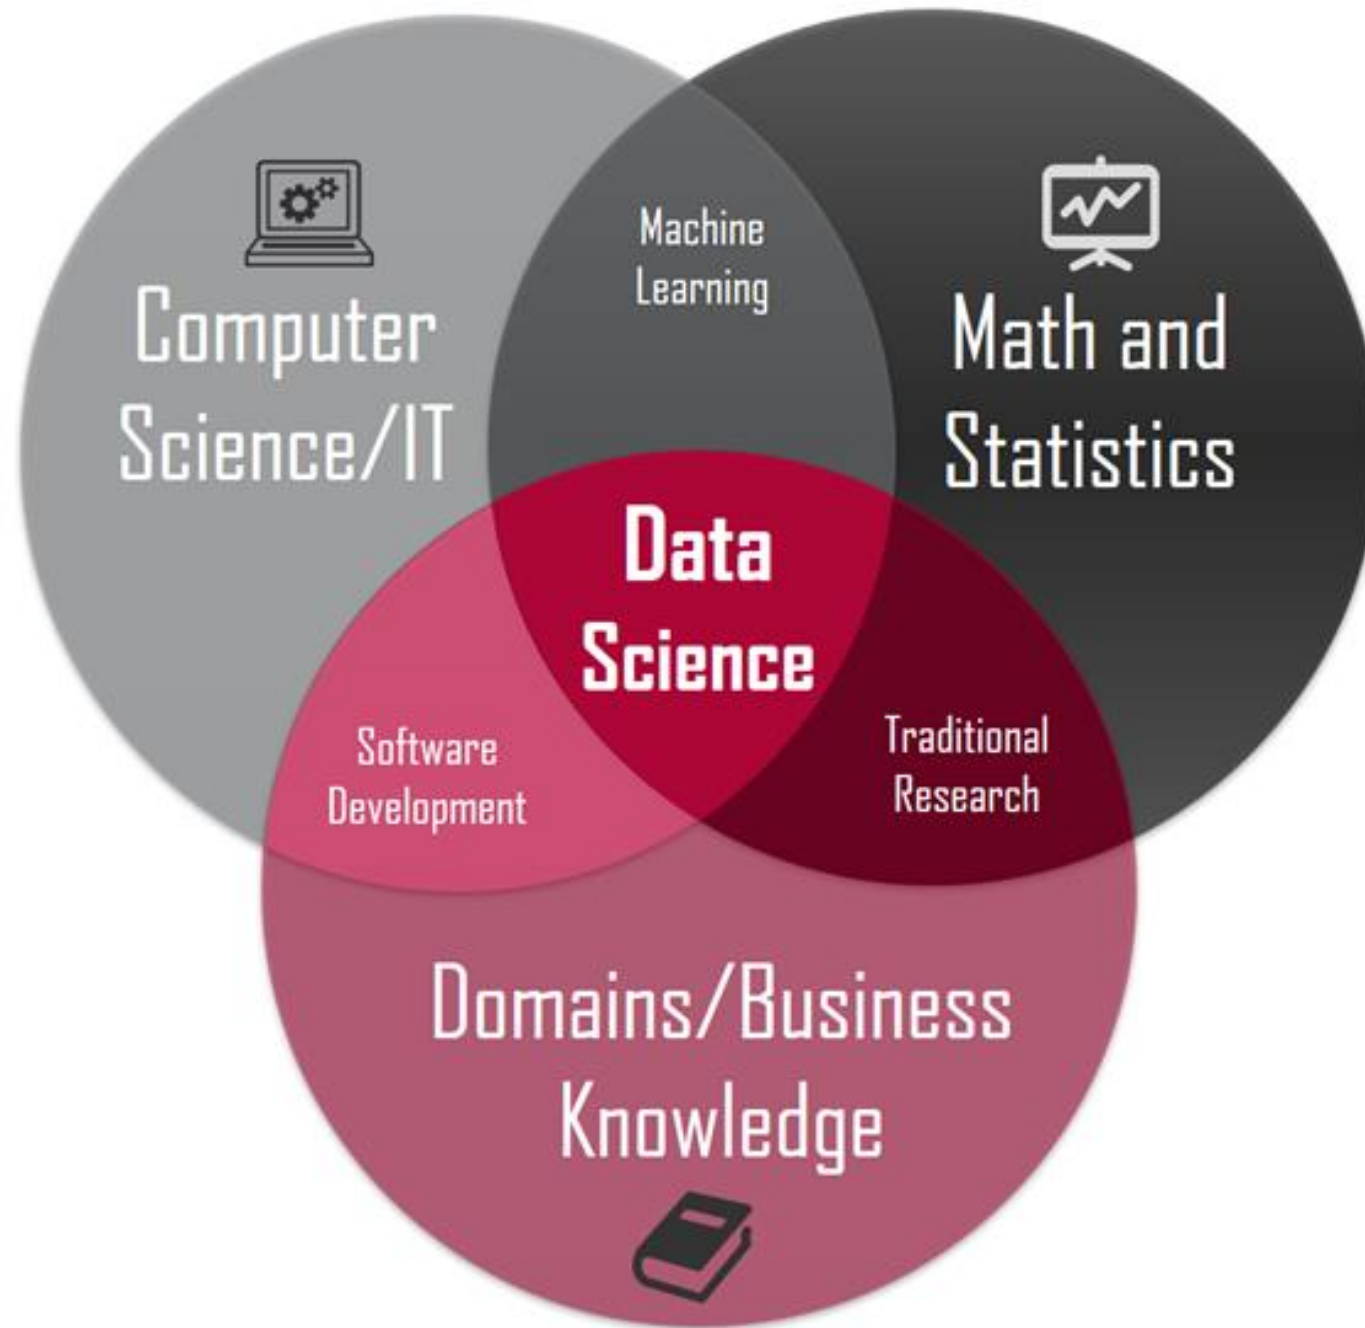 Machine
Learning
Computer
Science/IT
Math and
Statistics
Data
Science
Software
Development
Traditional
Research
Domains/Business
Knowledge